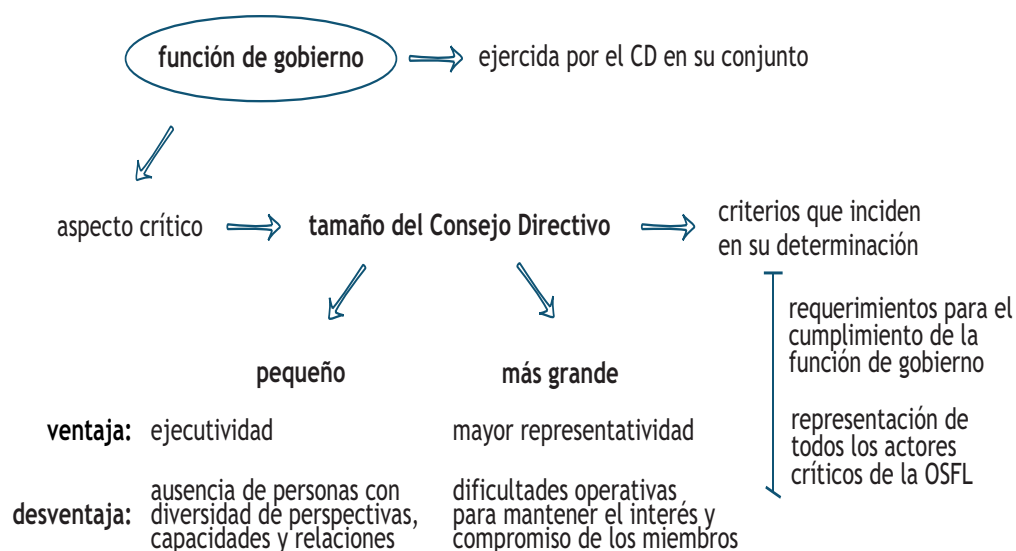 función de gobierno
ejercida por el CD en su conjunto
aspecto crítico
tamaño del Consejo Directivo
criterios que inciden
en su determinación
requerimientos para el
cumplimiento de la
función de gobierno
representación de
todos los actores
críticos de la OSFL
pequeño
más grande
ventaja:
ejecutividad
mayor representatividad
desventaja:
ausencia de personas con
diversidad de perspectivas,
capacidades y relaciones
dificultades operativas
para mantener el interés y
compromiso de los miembros